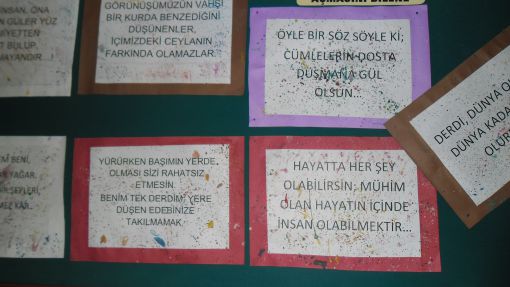 İNSAN, ONA
GÜLER YÜZ
BULUP
GÖRÜNÜŞÜMÜZÜN VAHŞİ
BİR KURDA BENZEDİĞİNİ
DÜŞÜNENLER,
İÇİMİZDEKİ CEYLANIN
FARKINDA OLAMAZLAR.
ÖYLE BİR SÖZ SÖYLE Kİ;
CÜMLELERİN DOSTA
DÜŞMANA GÜL
OLSUN...
DERDİ, DÜNYA
DÜNYA
BENİ,
YAĞAR,
KAR...
YÜRÜRKEN BAŞIMIN YERDE,
OLMASI SİZİ RAHATSIZ
ETMESİN.
BENİM TEK DERDİM; YERE
DÜŞEN EDEBİNİZE
TAKILMAMAK.
HAYATTA HER ŞEY
OLABİLİRSİN; MÜHİM
OLAN HAYATIN İÇİNDE
İNSAN OLABİLMEKTİR...